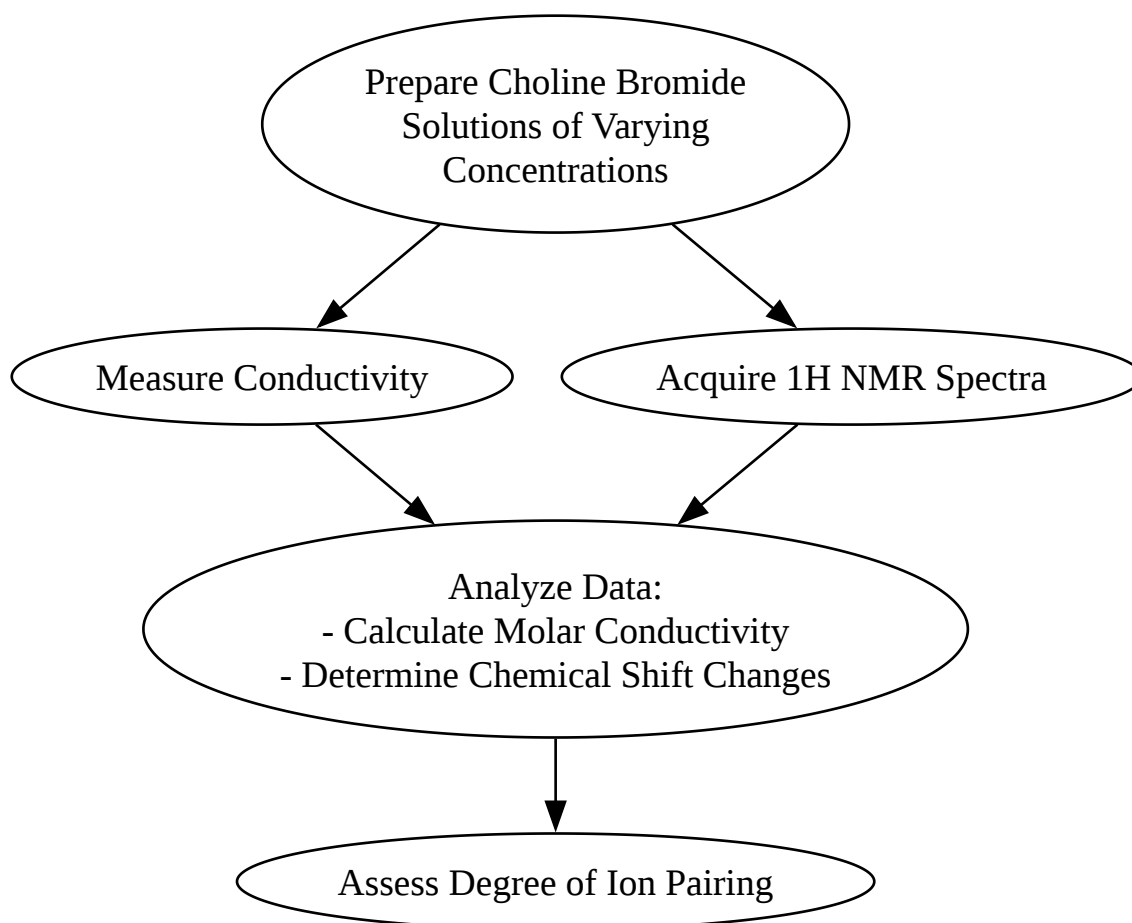 Prepare Choline Bromide
Solutions of Varying
Concentrations
Measure Conductivity
Acquire 1H NMR Spectra
Analyze Data:
- Calculate Molar Conductivity
- Determine Chemical Shift Changes
Assess Degree of Ion Pairing